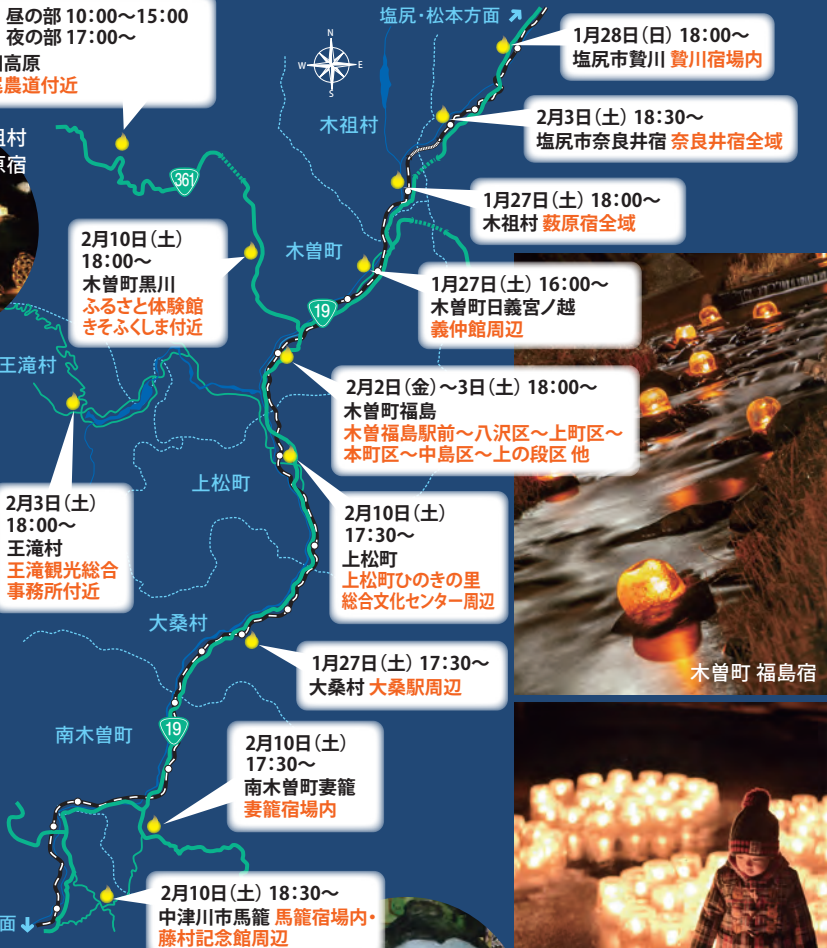 昼の部 10:00～15:00
夜の部 17:00～
高原
農道付近
塩尻・松本方面
1月28日（日）18:00～
塩尻市贄川 贄川宿場内
N
W
E
S
木祖村
2月3日（土）18:30～
塩尻市奈良井宿 奈良井宿全域
祖村
原宿
361
1月27日（土）18:00～
木祖村 薮原宿全域
2月10日（土）
18:00～
木曽町黒川
ふるさと体験館
きそふくしま付近
木曽町
1月27日（土）16:00～
木曽町日義宮ノ越
義仲館周辺
19
王滝村
2月2日（金）～3日（土）18:00～
木曽町福島
木曽福島駅前～八沢区～上町区～
本町区～中島区～上の段区 他
上松町
2月3日（土）
18:00～
王滝村
王滝観光総合
事務所付近
2月10日（土）
17:30～
上松町
上松町ひのきの里
総合文化センター周辺
大桑村
1月27日（土）17:30～
大桑村 大桑駅周辺
木曽町 福島宿
南木曽町
19
2月10日（土）
17:30～
南木曽町妻籠
妻籠宿場内
2月10日（土）18:30～
中津川市馬籠 馬籠宿場内・
藤村記念館周辺
面